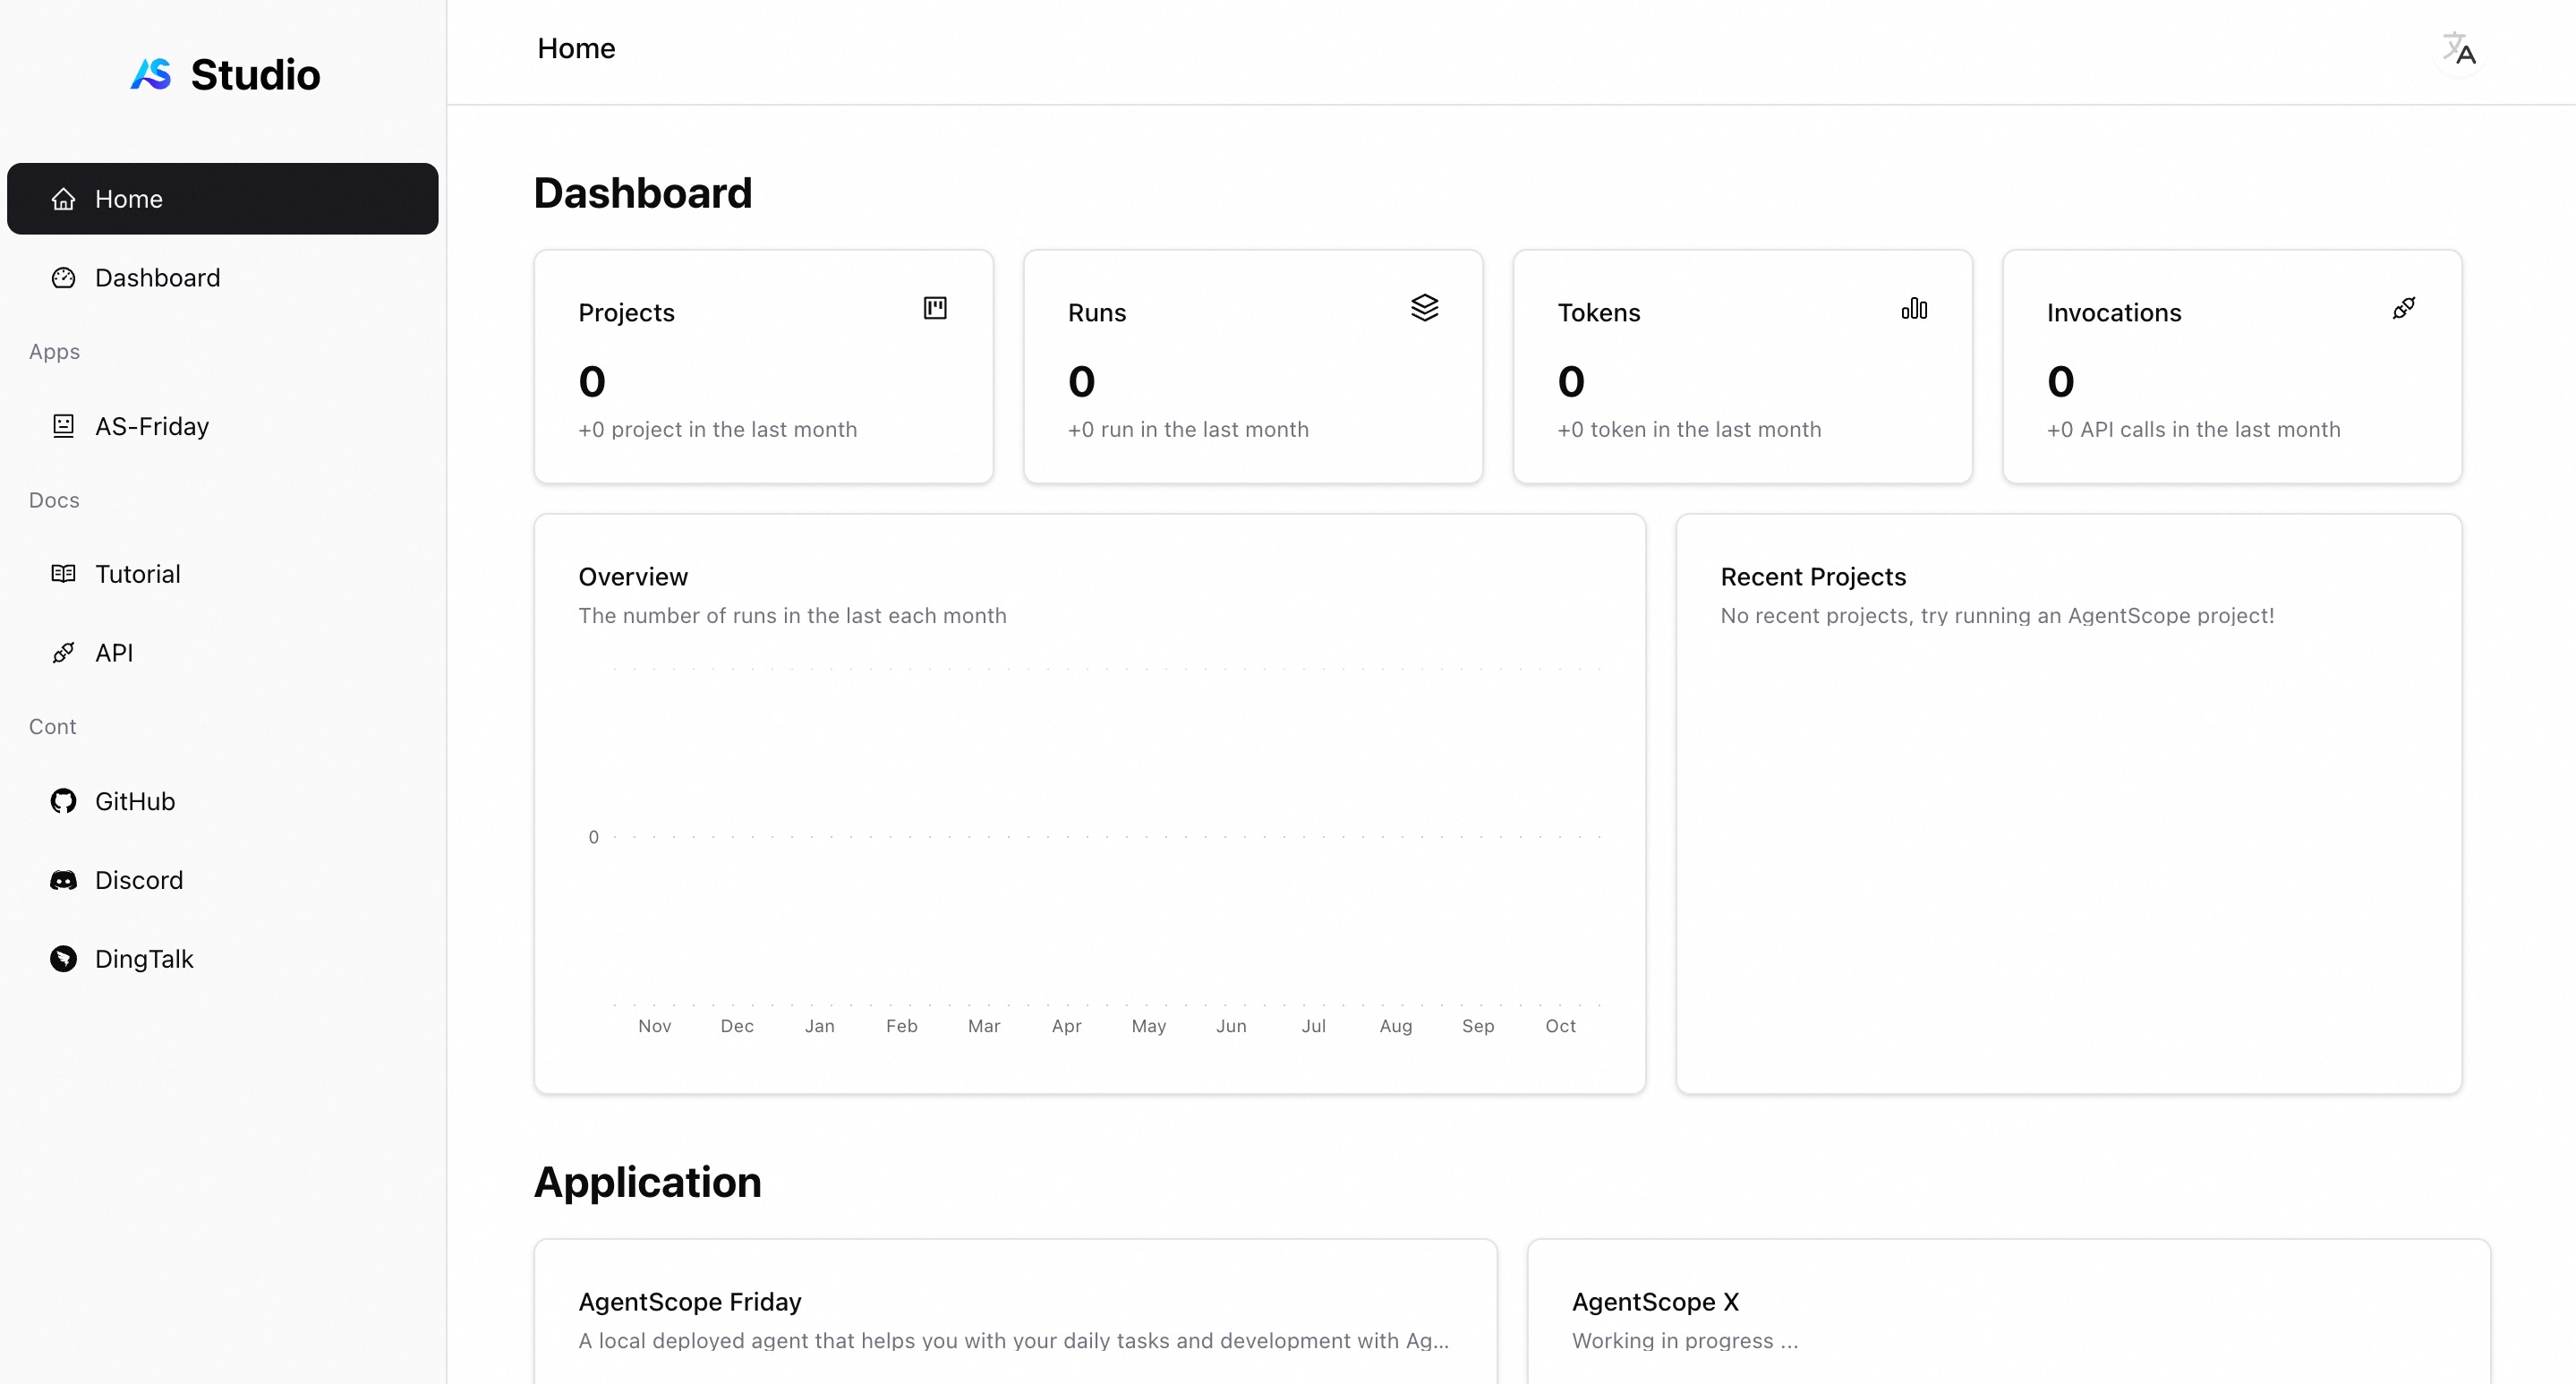 Studio
Home
Dashboard
Apps
AS-Friday
Docs
Tutorial
API
Cont
GitHub
Discord
DingTalk
Home
Dashboard
Projects
0
+0 project in the last month
Runs
0
+0 run in the last month
Tokens
0
+0 token in the last month
Invocations
0
+0 API calls in the last month
Overview
The number of runs in the last each month
0
Nov Dec Jan Feb Mar Apr May Jun Jul Aug Sep Oct
Recent Projects
No recent projects, try running an AgentScope project!
Application
AgentScope Friday
A local deployed agent that helps you with your daily tasks and development with Ag...
AgentScope X
Working in progress ...